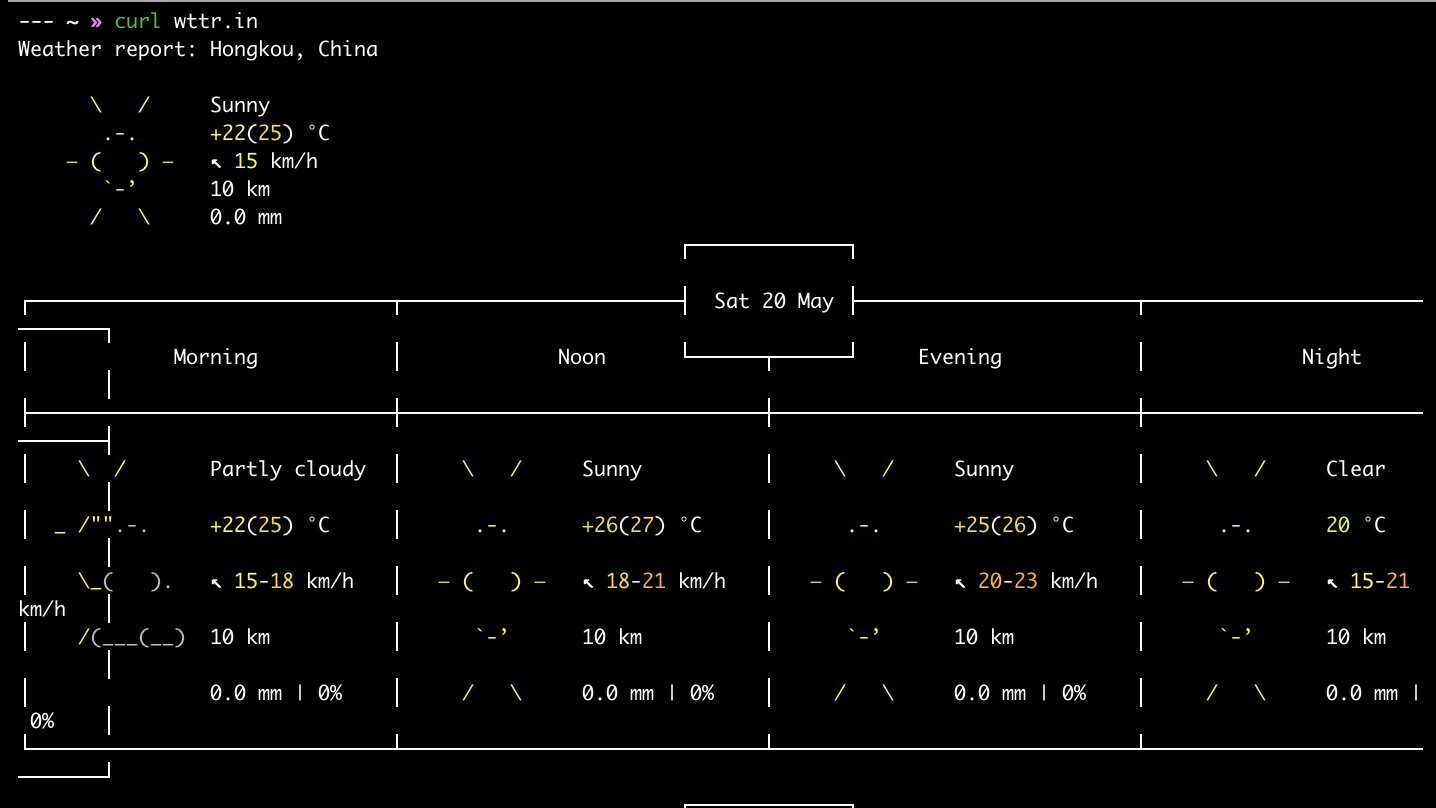 --- ~ » curl wttr.in
Weather report: Hongkou, China
Sunny
+22(25) °C
↖ 15 km/h
10 km
0.0 mm
Sat 20 May
Morning Noon Evening Night
Partly cloudy Sunny Sunny Clear
+22(25) °C +26(27) °C +25(26) °C 20 °C
↖ 15-18 km/h ↖ 18-21 km/h ↖ 20-23 km/h ↖ 15-21
km/h
10 km 10 km 10 km 10 km
0.0 mm | 0% 0.0 mm | 0% 0.0 mm | 0% 0.0 mm |
0%